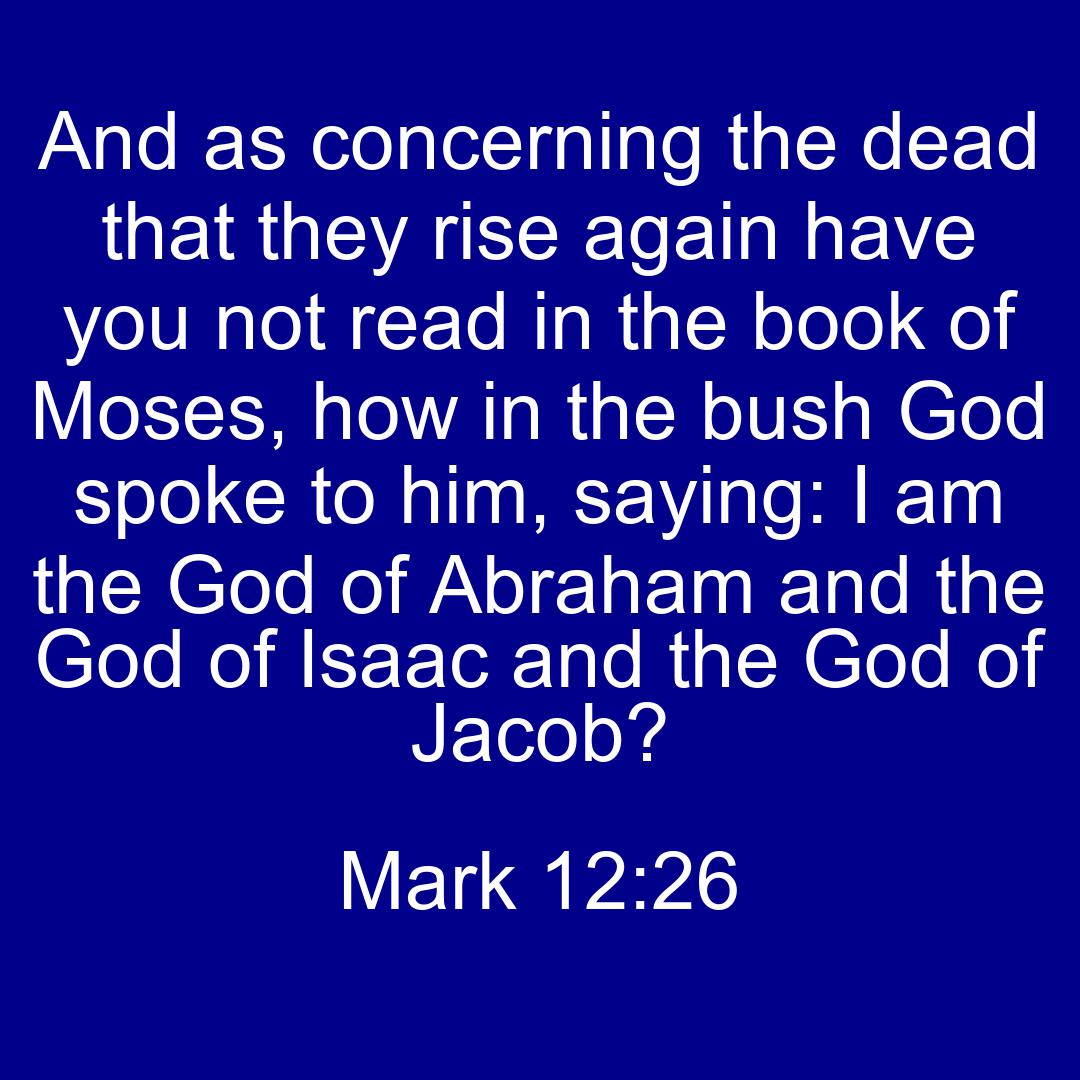 And as concerning the dead
that they rise again have
you not read in the book of
Moses, how in the bush God
spoke to him, saying: I am
the God of Abraham and the
God of Isaac and the God of
Jacob?
Mark 12:26